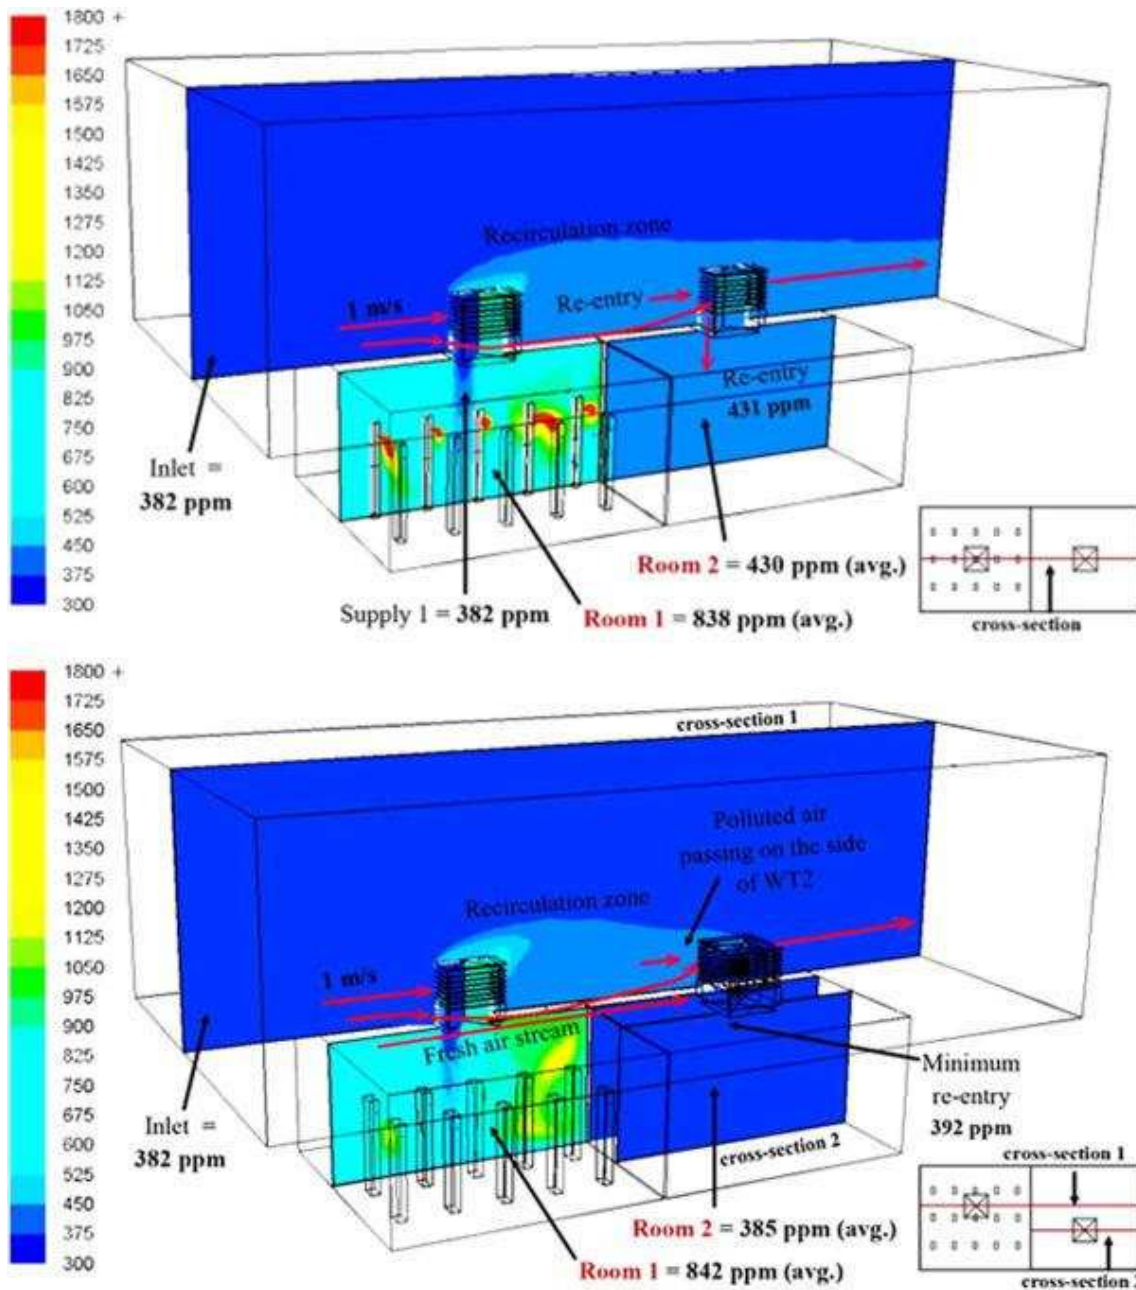 1800 +
1725
1650
1575
1500
1425
1350
1275
1200
1125
1050
975
900
825
750
675
600
525
450
375
300
Recirculation zone
1 m/s
Re-entry
Re-entry
431 ppm
Inlet =
382 ppm
Room 2 = 430 ppm (avg.)
Supply 1 = 382 ppm
Room 1 = 838 ppm (avg.)
cross-section
1800 +
1725
1650
1575
1500
1425
1350
1275
1200
1125
1050
975
900
825
750
675
600
525
450
375
300
cross-section 1
Polluted air
passing on the side
of WT2
Recirculation zone
1 m/s
Fresh air stream
Minimum
re-entry
392 ppm
Inlet =
382 ppm
cross-section 2
cross-section 1
Room 2 = 385 ppm (avg.)
Room 1 = 842 ppm (avg.)
cross-section